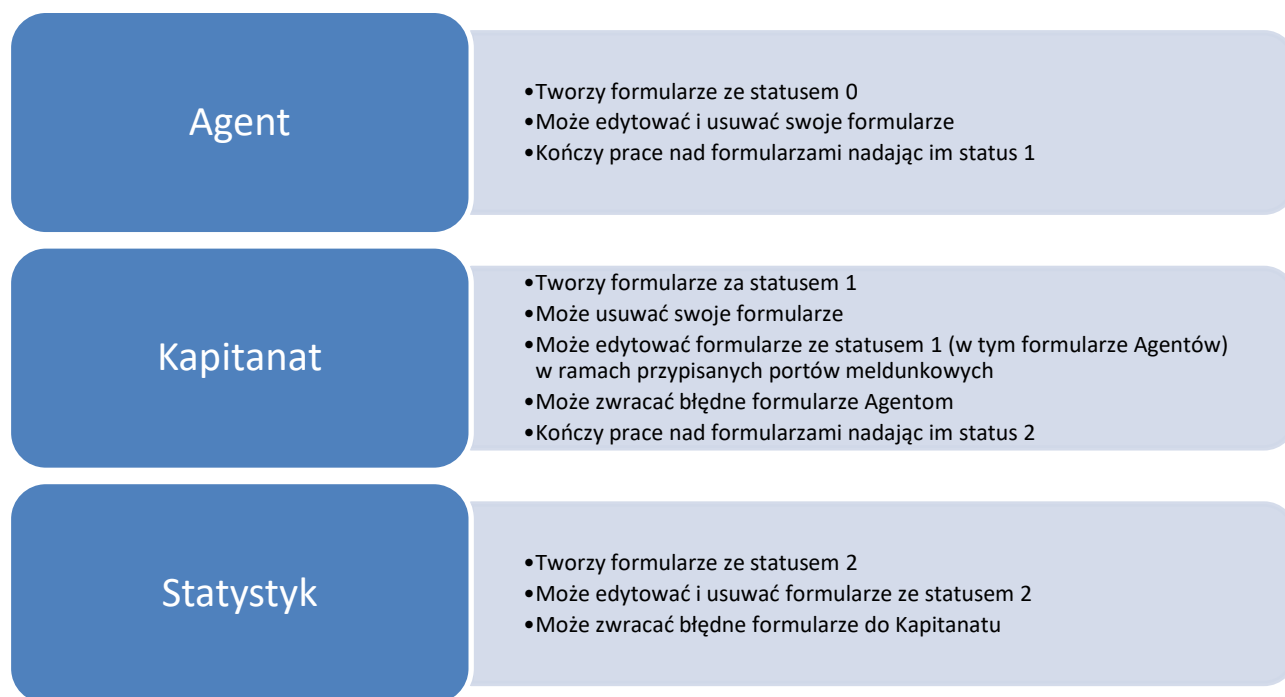 Agent
•Tworzy formularze ze statusem 0
•Może edytować i usuwać swoje formularze
•Kończy prace nad formularzami nadając im status 1
Kapitanat
•Tworzy formularze za statusem 1
•Może usuwać swoje formularze
•Może edytować formularze ze statusem 1 (w tym formularze Agentów)
w ramach przypisanych portów meldunkowych
•Może zwracać błędne formularze Agentom
•Kończy prace nad formularzami nadając im status 2
Statystyk
•Tworzy formularze ze statusem 2
•Może edytować i usuwać formularze ze statusem 2
•Może zwracać błędne formularze do Kapitanatu